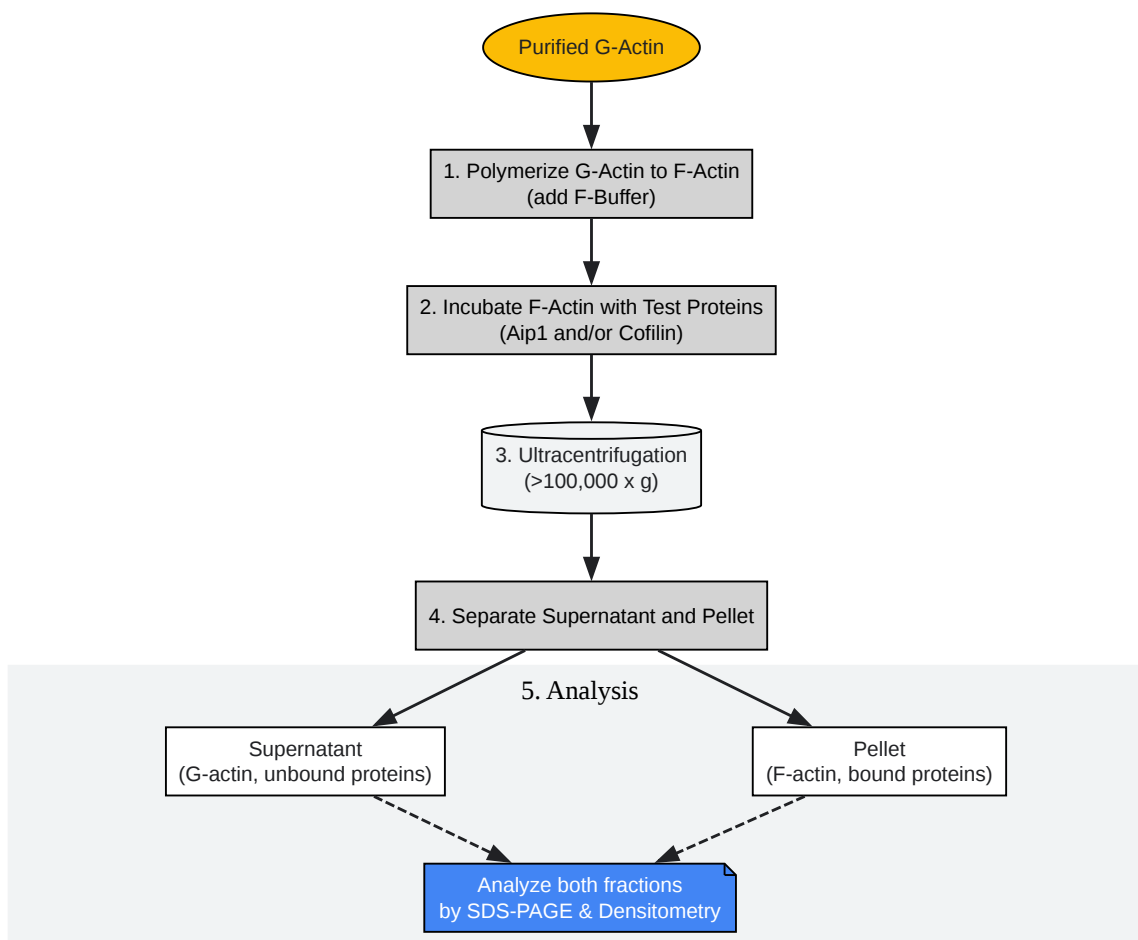 Purified G-Actin
1. Polymerize G-Actin to F-Actin
(add F-Buffer)
2. Incubate F-Actin with Test Proteins
(Aip1 and/or Cofilin)
3. Ultracentrifugation
(>100,000 x g)
4. Separate Supernatant and Pellet
5. Analysis
Supernatant
(G-actin, unbound proteins)
Pellet
(F-actin, bound proteins)
Analyze both fractions
by SDS-PAGE & Densitometry